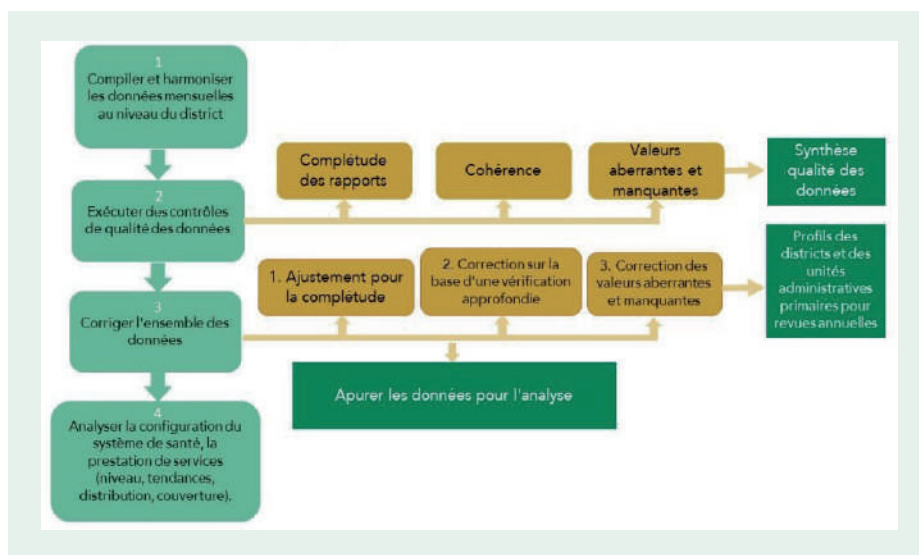 1
Compiler et harmoniser
les données mensuelles
au niveau du district
Complétude
des rapports
Cohérence
Valeurs
aberrantes et
manquantes
Synthèse
qualité des
données
2
Exécuter des contrôles
de qualité des données
1. Ajustement pour
la complétude
2. Correction sur la
base d'une vérification
approfondie
3. Correction des
valeurs aberrantes
et manquantes
Profils des
districts et des
unités
administratives
primaires pour
revues annuelles
3
Corriger l'ensemble des
données
Apurer les données pour l'analyse
4
Analyser la configuration du
système de santé, la
prestation de services
(niveau, tendances,
distribution, couverture).